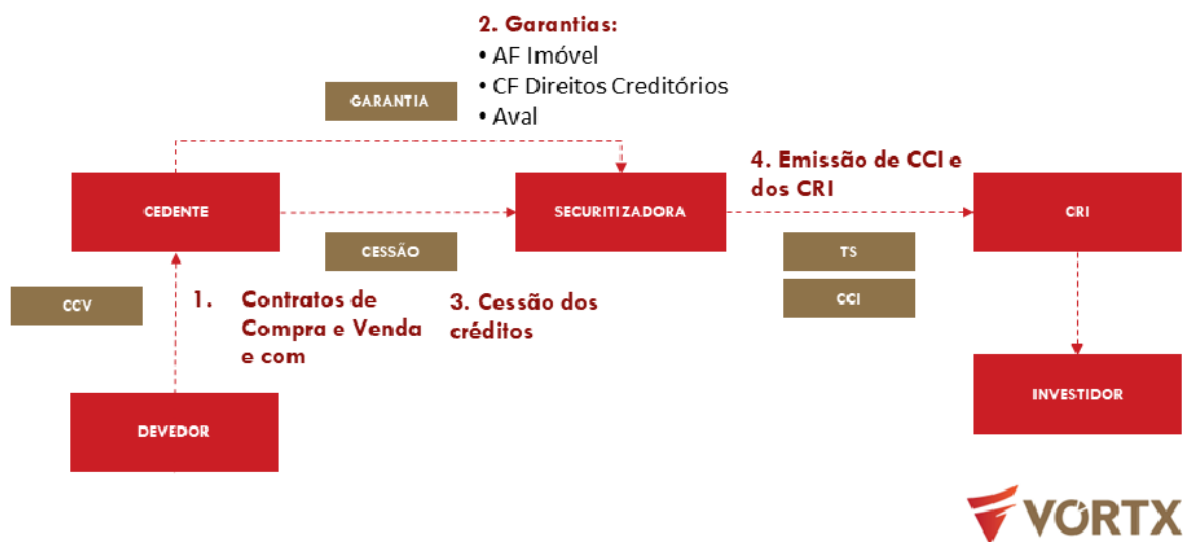 2. Garantias:
• AF Imóvel
• CF Direitos Creditórios
• Aval
GARANTIA
4. Emissão de CCI e
dos CRI
CEDENTE
SECURITIZADORA
CRI
CESSÃO
TS
CCI
CCV
1. Contratos de
Compra e Venda
e com
3. Cessão dos
créditos
DEVEDOR
INVESTIDOR
VÓRTX